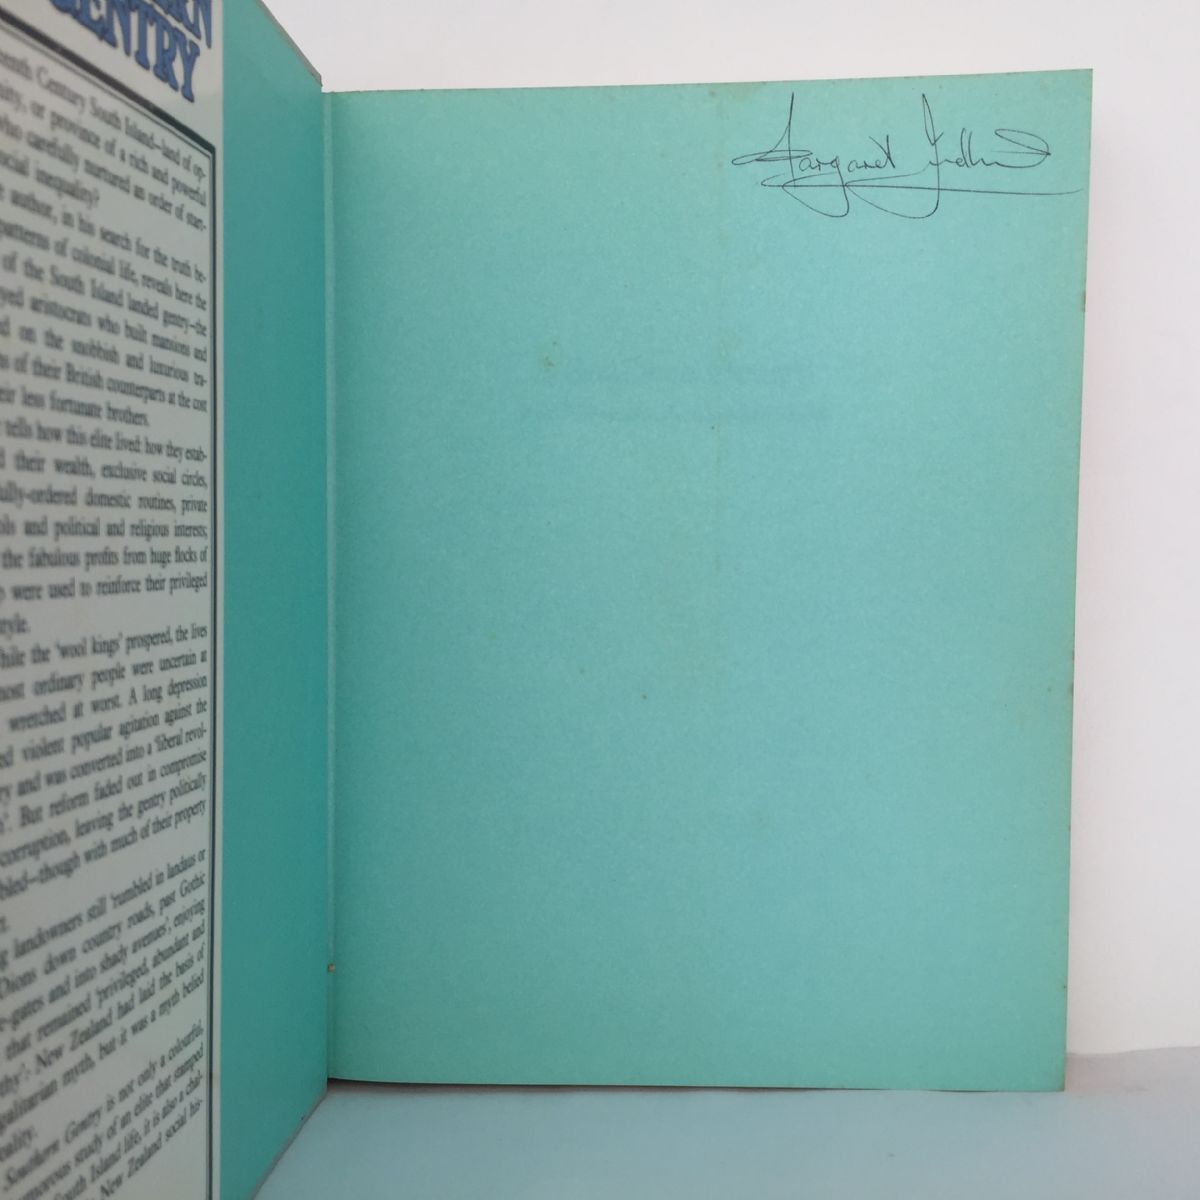 GENTRY
Century South Island—land of op-
or province of a rich and powerful
who carefully nurtured an order of
social inequality?
author, in his search for the truth be-
patterns of colonial life, reveals here the
of the South Island landed gentry—the
aristocrats who built mansions and
on the snobbish and luxurious tra-
of their British counterparts at the cost
their less fortunate brothers.
tells how this elite lived: how they estab-
their wealth, exclusive social circles,
fully-ordered domestic routines, private
and political and religious interests;
the fabulous profits from huge flocks of
were used to reinforce their privileged
style.
While the 'wool kings' prospered, the lives
most ordinary people were uncertain at
wretched at worst. A long depression
violent popular agitation against the
and was converted into a 'liberal revol-
But reform faded out in compromise
corruption, leaving the gentry politically
—though with much of their property
landowners still 'rumbled in landaus or
Dions down country roads, past Gothic
-gates and into shady avenues', enjoying
that remained 'privileged, abundant and
New Zealand had laid the basis of
egalitarian myth, but it was a myth belied
Southern Gentry is not only a colourful,
study of an elite that stamped
South Island life, it is also a chal-
New Zealand social his-
Margaret